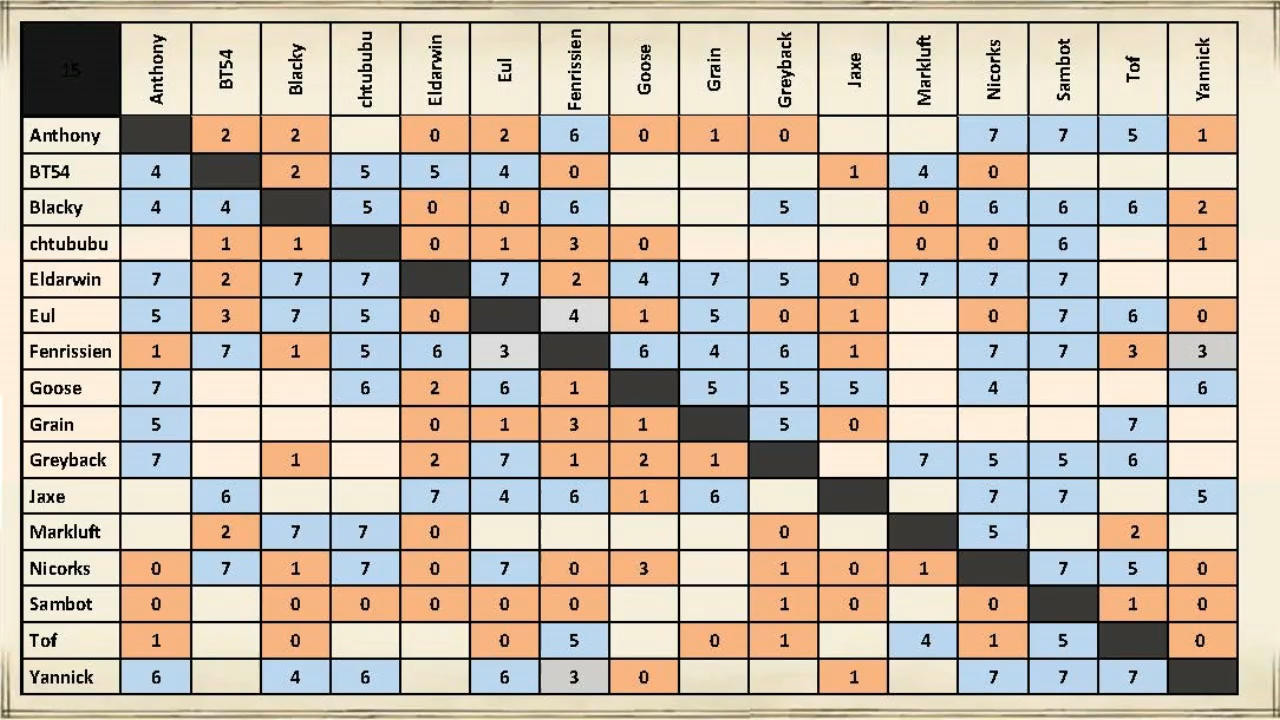 15 Anthony BT54 Blacky chtububu Eldarwin Eul Fenrissien Goose Grain Greyback Jaxe Markluft Nicorks Sambot Tof Yannick
Anthony 2 2 0 2 6 0 1 0 7 7 5 1
BT54 4 2 5 5 4 0 1 4 0
Blacky 4 4 5 0 0 6 5 0 6 6 6 2
chtububu 1 1 0 1 3 0 0 0 6 1
Eldarwin 7 2 7 7 7 2 4 7 5 0 7 7 7
Eul 5 3 7 5 0 4 1 5 0 1 0 7 6 0
Fenrissien 1 7 1 5 6 3 6 4 6 1 7 7 3 3
Goose 7 6 2 6 1 5 5 5 4 6
Grain 5 0 1 3 1 5 0 7
Greyback 7 1 2 7 1 2 1 7 5 5 6
Jaxe 6 7 4 6 1 6 7 7 5
Markluft 2 7 7 0 0 5 2
Nicorks 0 7 1 7 0 7 0 3 1 0 1 7 5 0
Sambot 0 0 0 0 0 0 1 0 0 1 0
Tof 1 0 0 5 0 1 4 1 5 0
Yannick 6 4 6 6 3 0 1 7 7 7